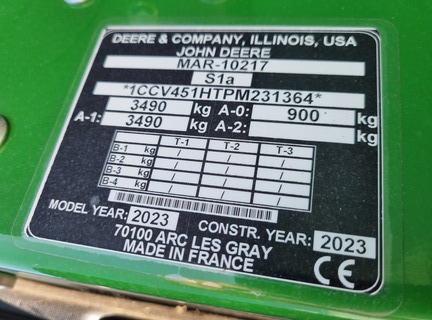 DEERE & COMPANY, ILLINOIS, USA
JOHN DEERE
MAR-10217
S1a
*1CCV451HTPM231364*
3490 kg A-0: 900 kg
A-1: 3490 kg A-2: kg
T-1 T-2 T-3
B-1 kg / / /
B-2 kg / / /
B-3 kg / / /
B-4 kg / / /
MODEL YEAR: 2023 CONSTR. YEAR: 2023
70100 ARC LES GRAY
MADE IN FRANCE
CE